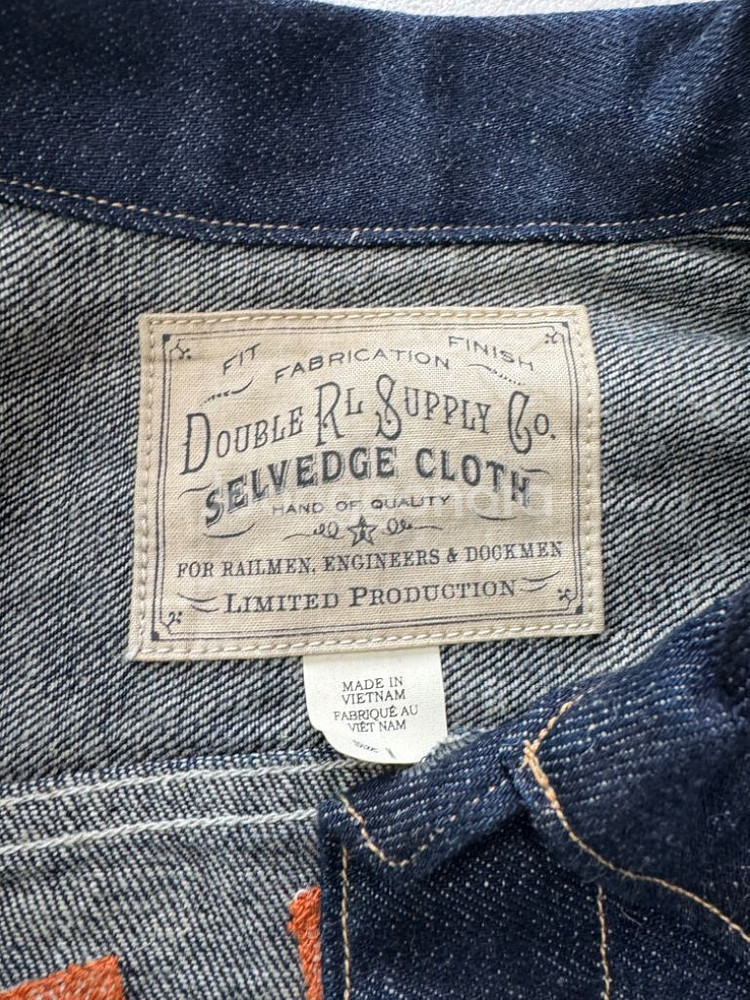 FIT FABRICATION FINISH
DOUBLE RL SUPPLY CO.
SELVEDGE CLOTH
HAND OF QUALITY
FOR RAILMEN, ENGINEERS & DOCKMEN
LIMITED PRODUCTION
MADE IN
VIETNAM
FABRIQUÉ AU
VIÊT NAM